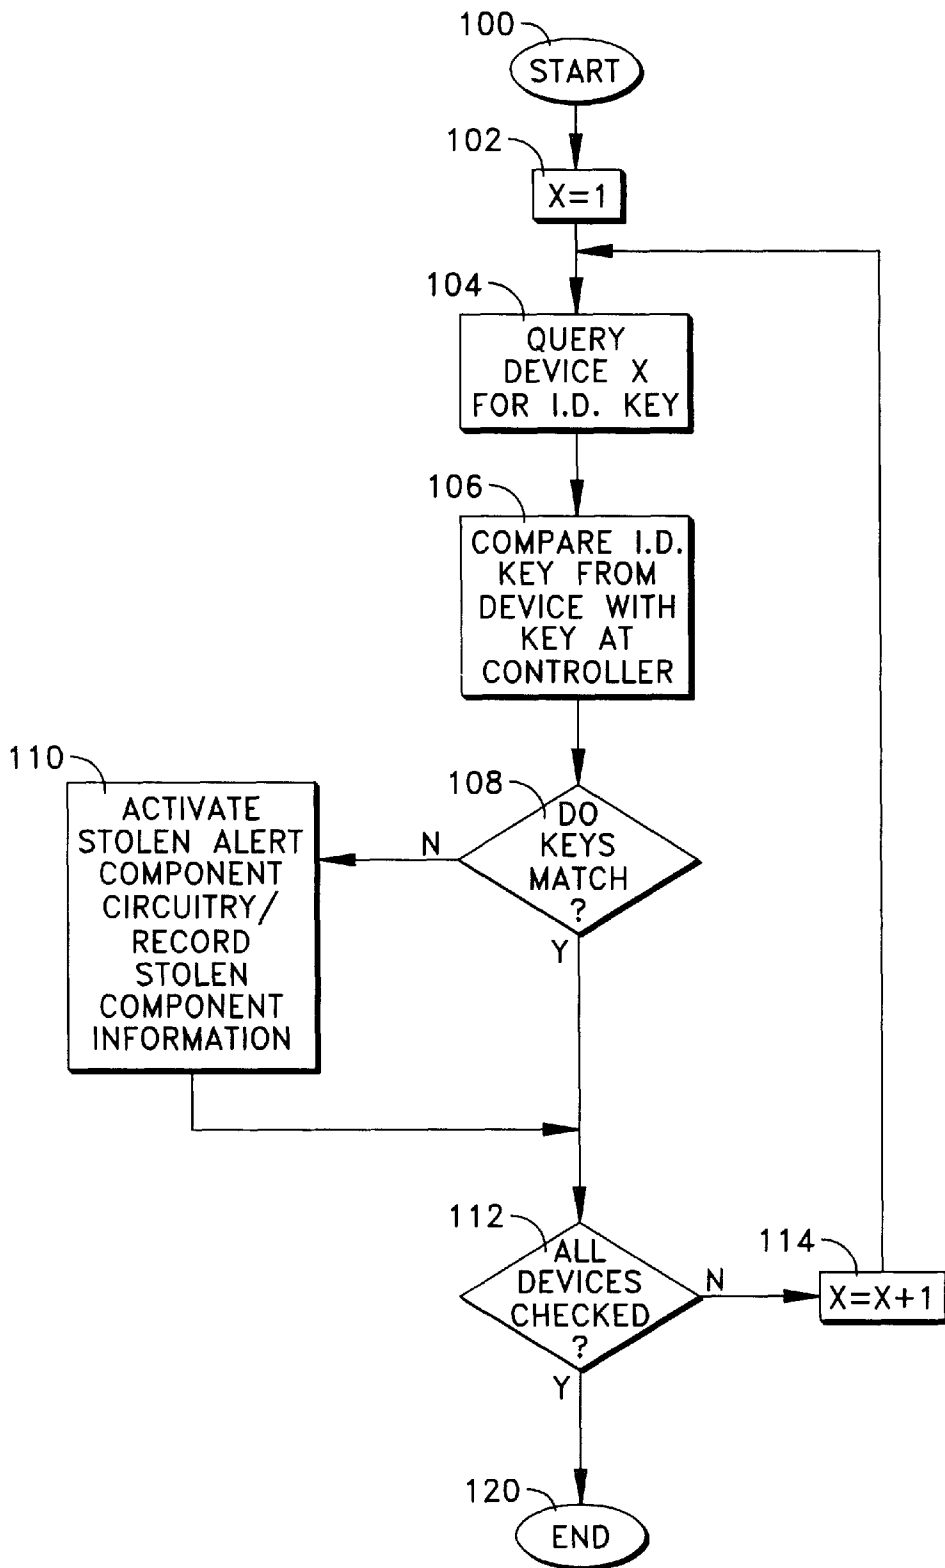 100
START
102
X=1
104
QUERY
DEVICE X
FOR I.D. KEY
106
COMPARE I.D.
KEY FROM
DEVICE WITH
KEY AT
CONTROLLER
108
DO
KEYS
MATCH
?
N
Y
110
ACTIVATE
STOLEN ALERT
COMPONENT
CIRCUITRY/
RECORD
STOLEN
COMPONENT
INFORMATION
112
ALL
DEVICES
CHECKED
?
N
Y
114
X=X+1
120
END